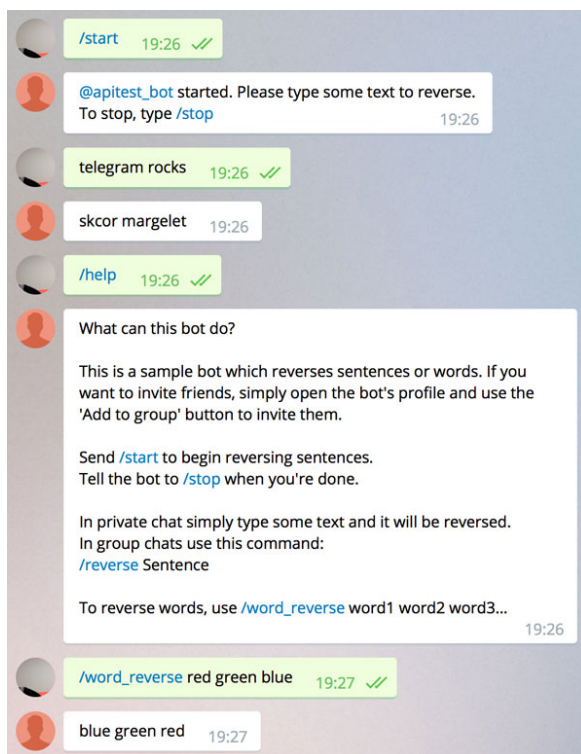 /start 19:26
@apitest_bot started. Please type some text to reverse.
To stop, type /stop 19:26
telegram rocks 19:26
skcor margelet 19:26
/help 19:26
What can this bot do?
This is a sample bot which reverses sentences or words. If you
want to invite friends, simply open the bot's profile and use the
'Add to group' button to invite them.
Send /start to begin reversing sentences.
Tell the bot to /stop when you're done.
In private chat simply type some text and it will be reversed.
In group chats use this command:
/reverse Sentence
To reverse words, use /word_reverse word1 word2 word3...
19:26
/word_reverse red green blue 19:27
blue green red 19:27